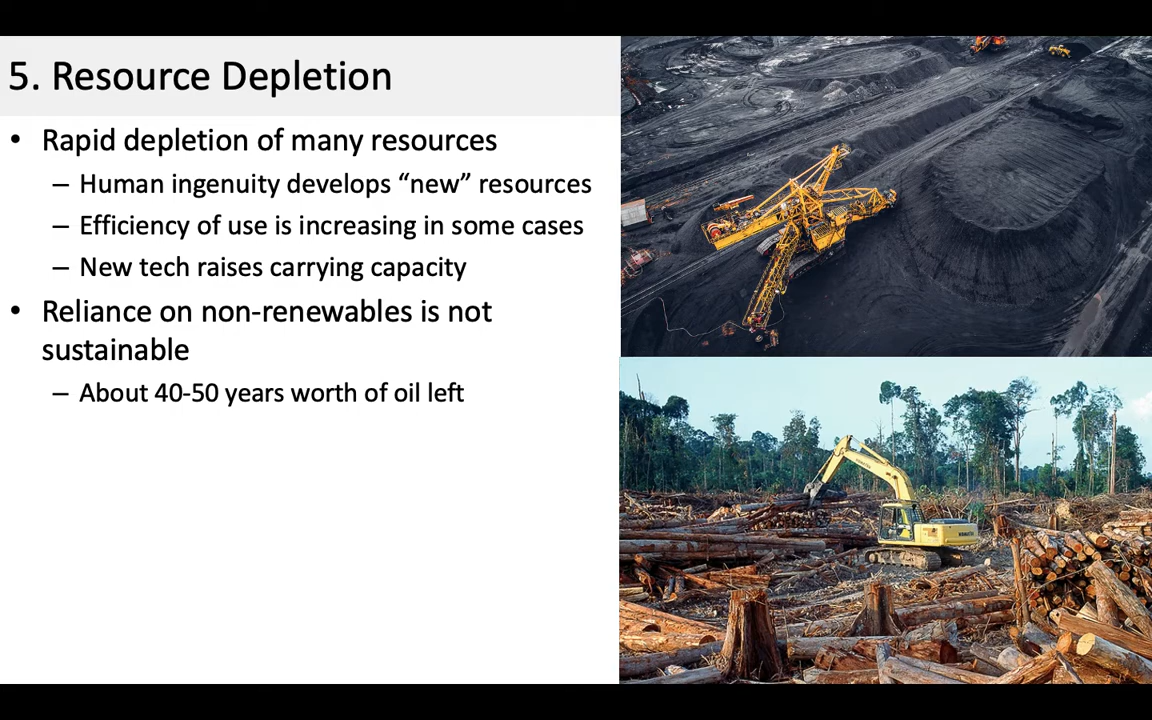 5. Resource Depletion
• Rapid depletion of many resources
– Human ingenuity develops “new” resources
– Efficiency of use is increasing in some cases
– New tech raises carrying capacity
• Reliance on non-renewables is not
sustainable
– About 40-50 years worth of oil left
KOMATSU